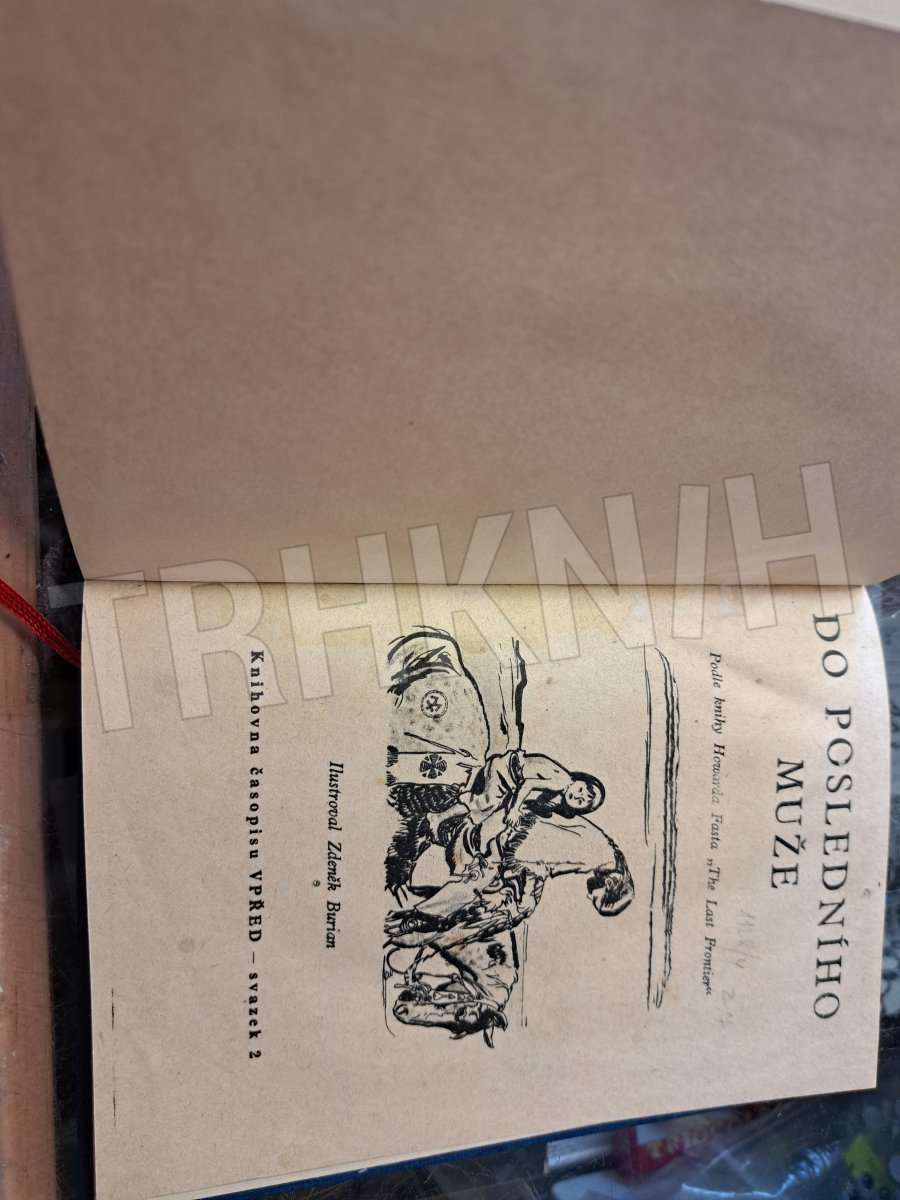 DO POSLEDNÍHO
MUŽE
Podle knihy Howarda Fasta „The Last Frontier“
Ilustroval Zdeněk Burian
Knihovna časopisu VPŘED – svazek 2
TRHKNIH